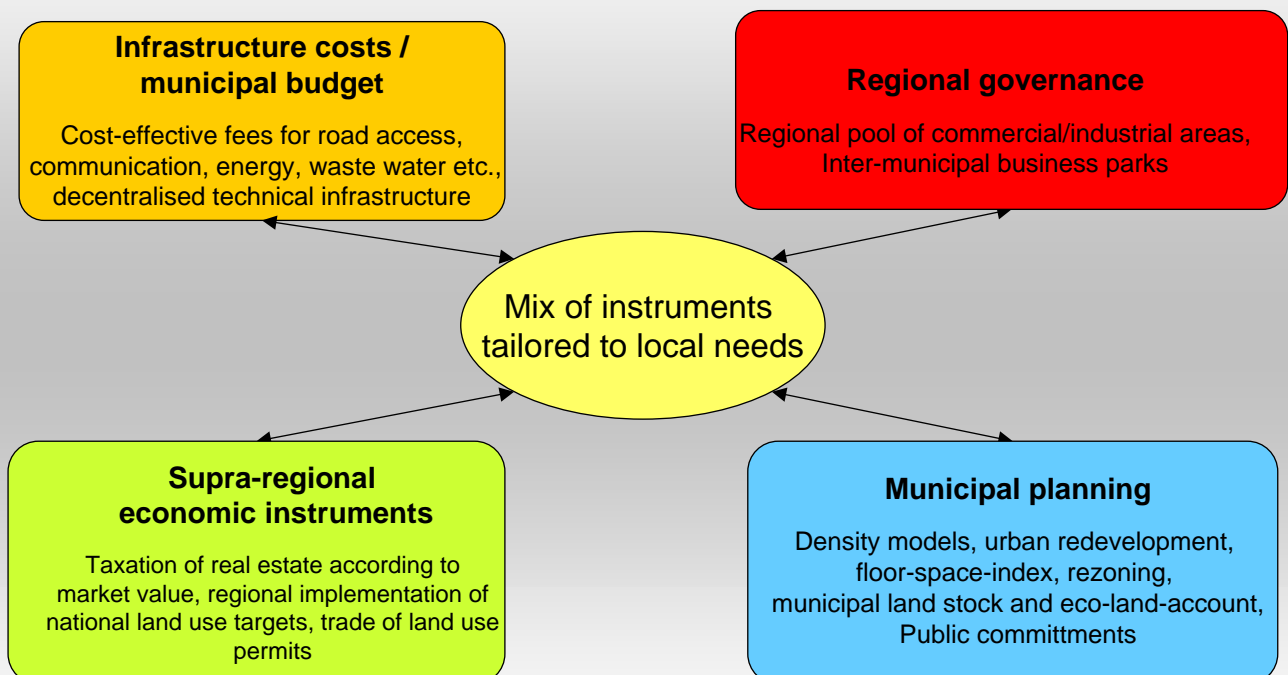 Infrastructure costs /
municipal budget
Cost-effective fees for road access,
communication, energy, waste water etc.,
decentralised technical infrastructure
Regional governance
Regional pool of commercial/industrial areas,
Inter-municipal business parks
Mix of instruments
tailored to local needs
Supra-regional
economic instruments
Taxation of real estate according to
market value, regional implementation of
national land use targets, trade of land use
permits
Municipal planning
Density models, urban redevelopment,
floor-space-index, rezoning,
municipal land stock and eco-land-account,
Public committments